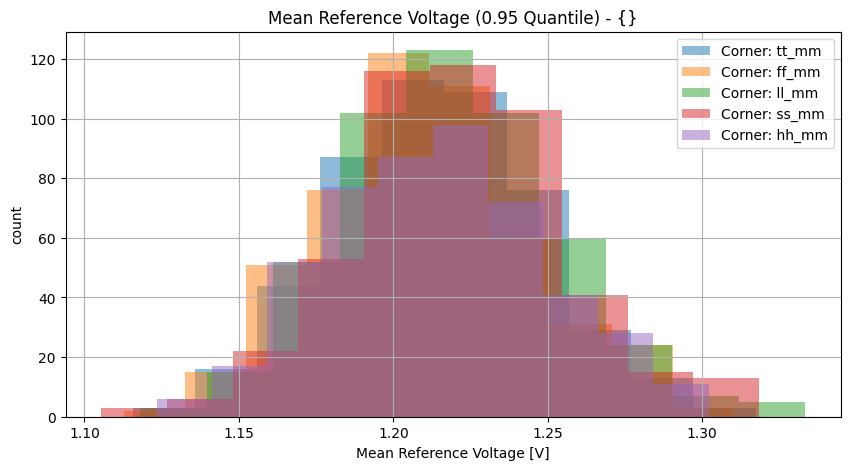 Mean Reference Voltage (0.95 Quantile) - {}
Corner: tt_mm
Corner: ff_mm
Corner: ll_mm
Corner: ss_mm
Corner: hh_mm
120
100
80
60
40
20
0
count
1.10 1.15 1.20 1.25 1.30
Mean Reference Voltage [V]